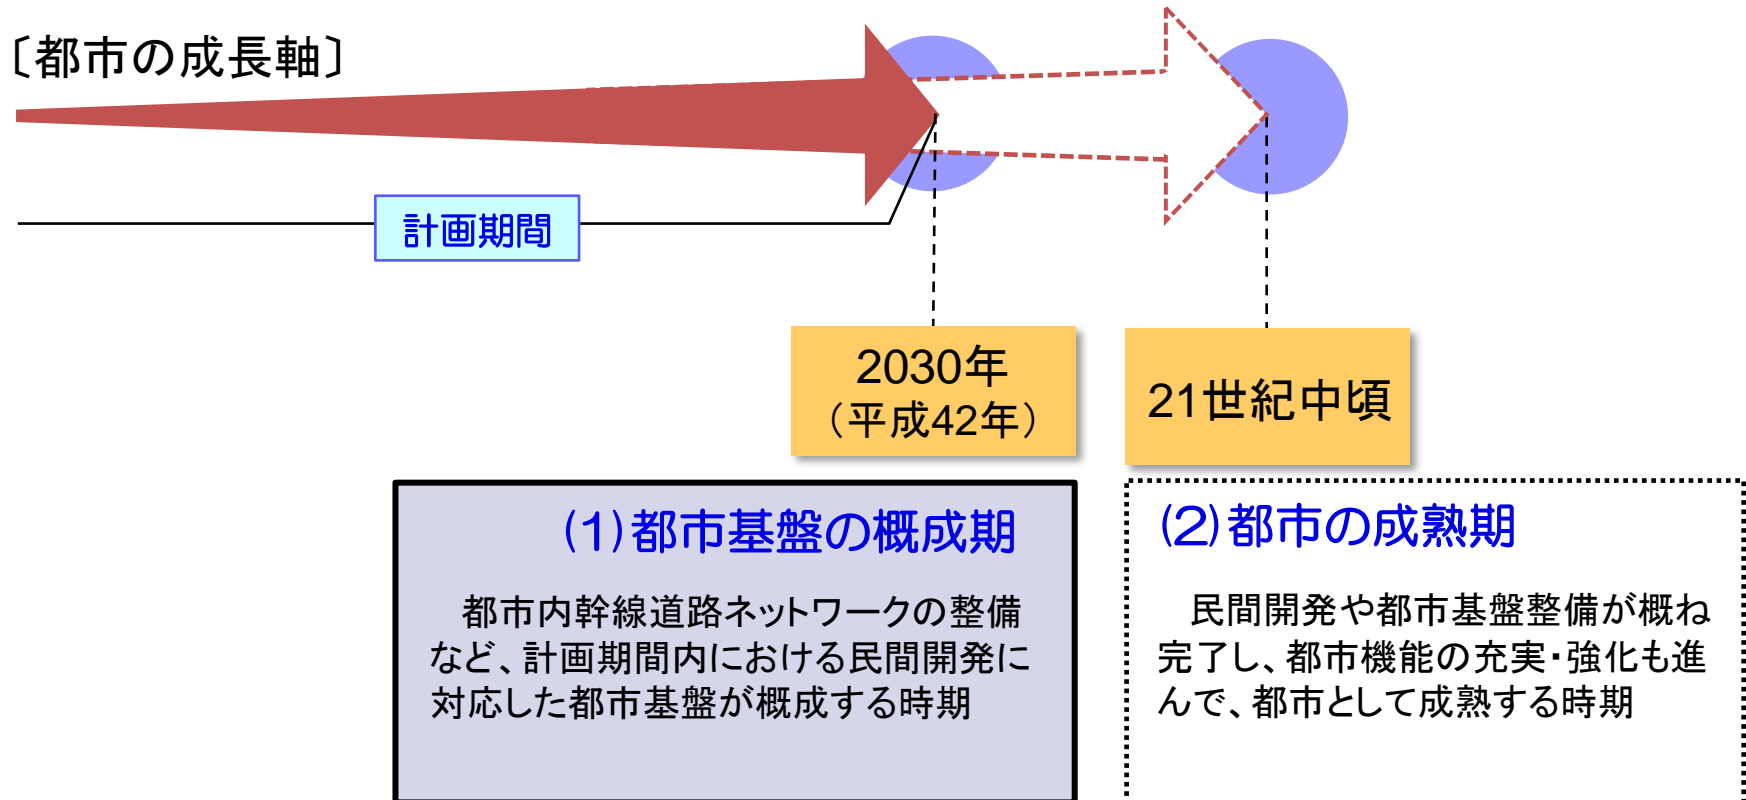 〔都市の成長軸〕
計画期間
2030年
（平成42年）
21世紀中頃
(1)都市基盤の概成期
都市内幹線道路ネットワークの整備
など、計画期間内における民間開発に
対応した都市基盤が概成する時期
(2)都市の成熟期
民間開発や都市基盤整備が概ね
完了し、都市機能の充実・強化も進
んで、都市として成熟する時期